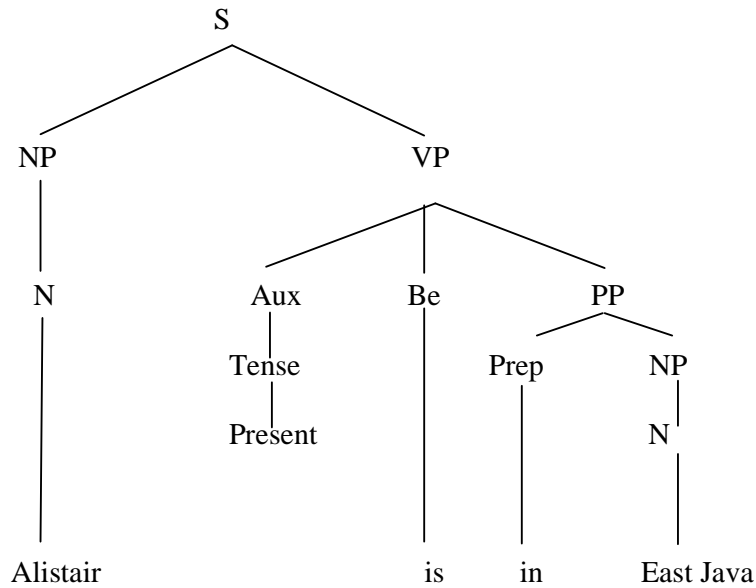 S
NP VP
N Aux Be PP
Tense Prep NP
Present N
Alistair is in East Java